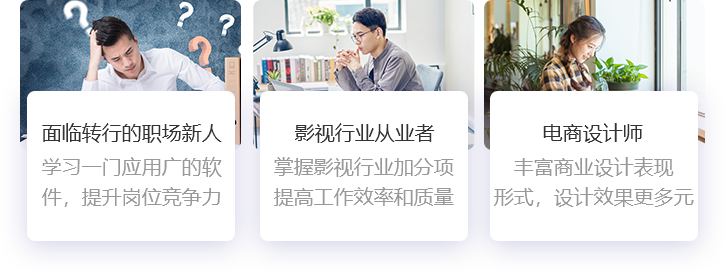 面临转行的职场新人
学习一门应用广的软
件，提升岗位竞争力
影视行业从业者
掌握影视行业加分项
提高工作效率和质量
电商设计师
丰富商业设计表现
形式，设计效果更多元